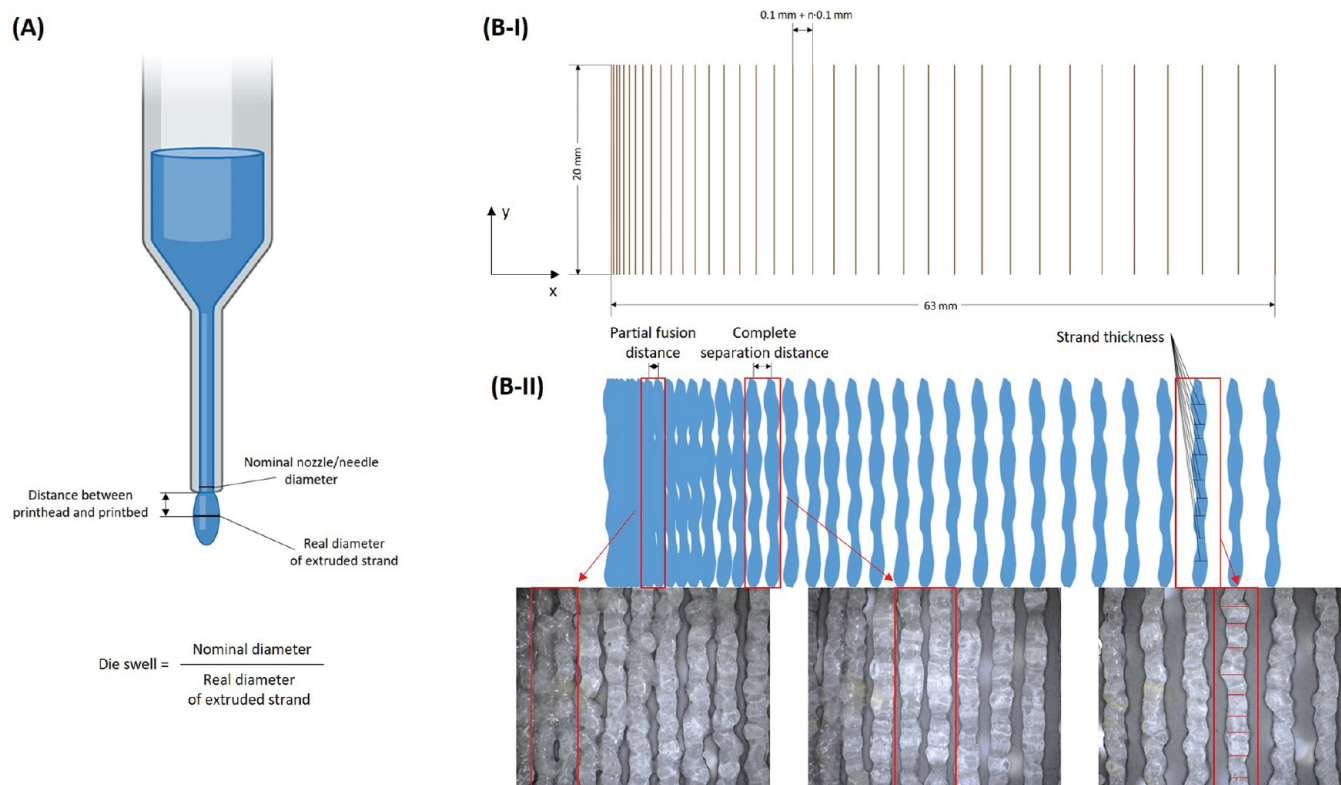 (A)
Nominal nozzle/needle
diameter
Distance between
printhead and printbed
Real diameter
of extruded strand
Die swell =
Nominal diameter
Real diameter
of extruded strand
(B-I)
0.1 mm + n·0.1 mm
20 mm
y
x
63 mm
(B-II)
Partial fusion
distance
Complete
separation distance
Strand thickness